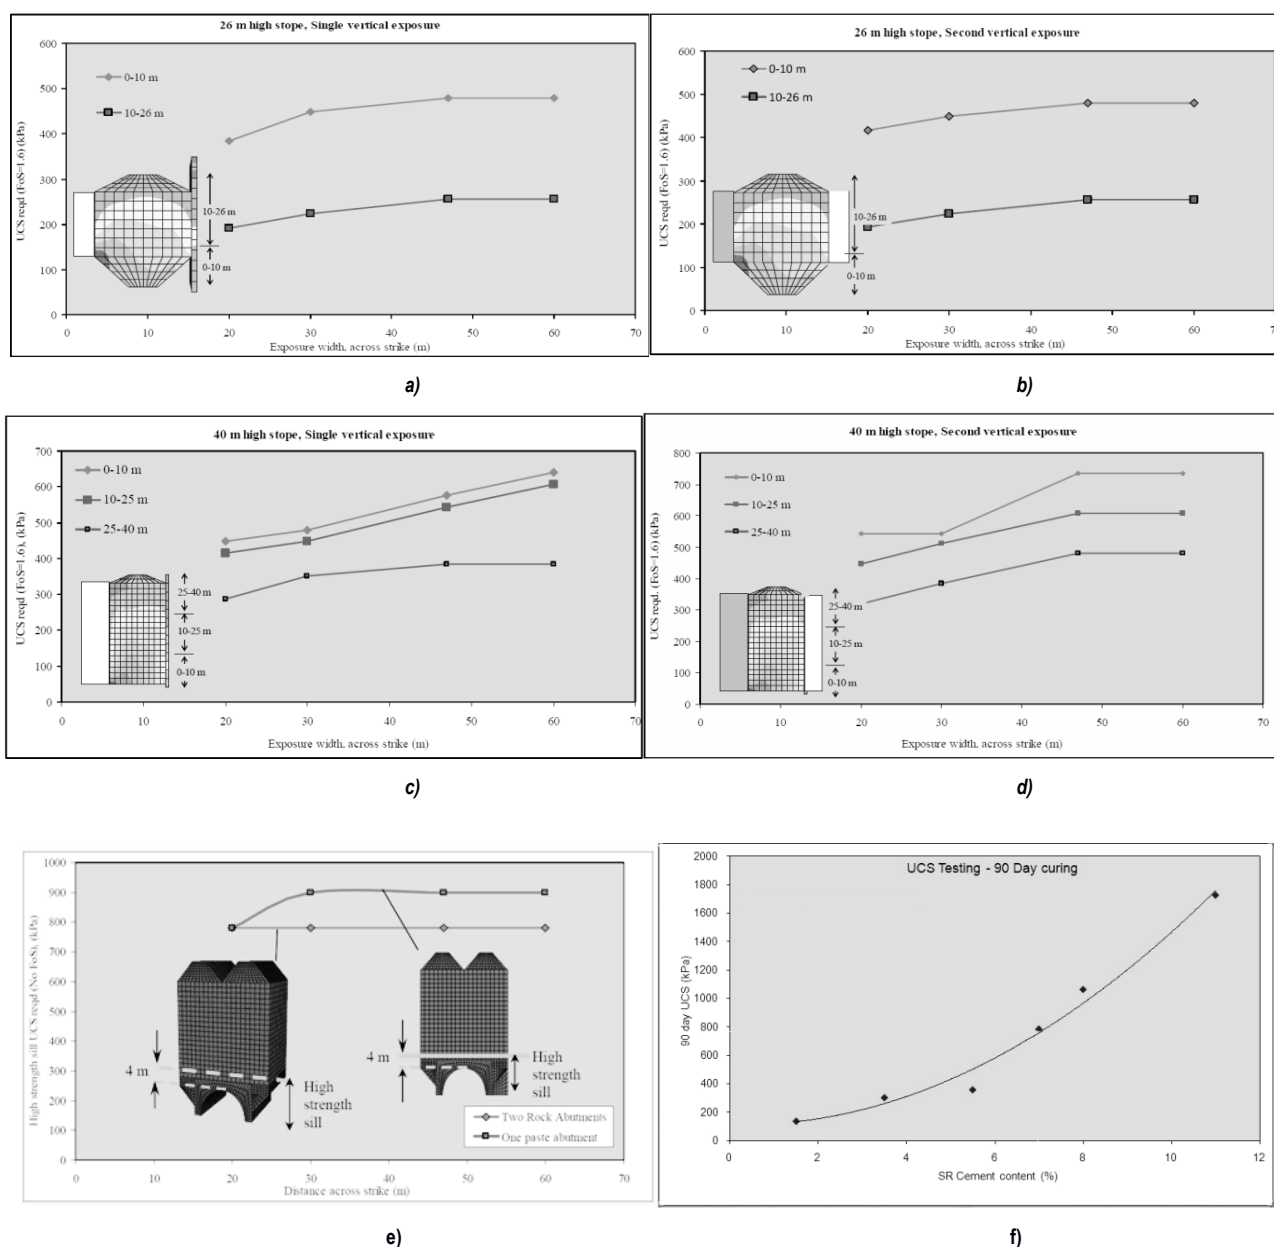 26 m high stope, Single vertical exposure
600
500
400
300
200
100
0
UCS reqd (FoS=1.6) (kPa)
0-10 m
10-26 m
10-26 m
0-10 m
0 10 20 30 40 50 60 70
Exposure width, across strike (m)
a)
26 m high stope, Second vertical exposure
600
500
400
300
200
100
0
UCS reqd (FoS=1.6) (kPa)
0-10 m
10-26 m
10-26 m
0-10 m
0 10 20 30 40 50 60 70
Exposure width, across strike (m)
b)
40 m high stope, Single vertical exposure
700
600
500
400
300
200
100
0
UCS reqd (FoS=1.6), (kPa)
0-10 m
10-25 m
25-40 m
25-40 m
10-25 m
0-10 m
0 10 20 30 40 50 60 70
Exposure width, across strike (m)
c)
40 m high stope, Second vertical exposure
800
700
600
500
400
300
200
100
0
UCS reqd. (FoS=1.6) (kPa)
0-10 m
10-25 m
25-40 m
25-40 m
10-25 m
0-10 m
0 10 20 30 40 50 60 70
Exposure width, across strike (m)
d)
1000
900
800
700
600
500
400
300
200
100
0
High strength sill UCS reqd (No FoS), (kPa)
4 m
High
strength
sill
4 m
High
strength
sill
Two Rock Abutments
One paste abutment
0 10 20 30 40 50 60 70
Distance across strike (m)
e)
UCS Testing - 90 Day curing
2000
1800
1600
1400
1200
1000
800
600
400
200
0
90 day UCS (kPa)
0 2 4 6 8 10 12
SR Cement content (%)
f)